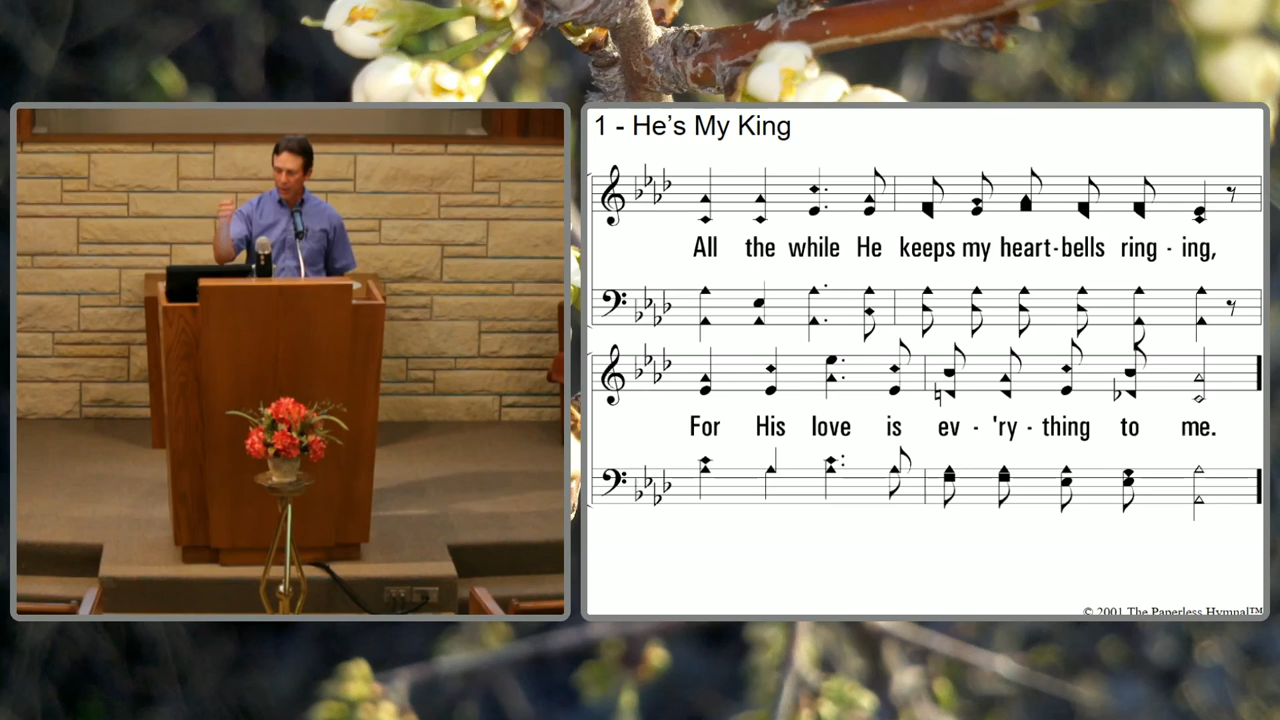 1 - He’s My King
All the while He keeps my heart-bells ring - ing,
For His love is ev - 'ry - thing to me.
© 2001 The Paperless Hymnal™